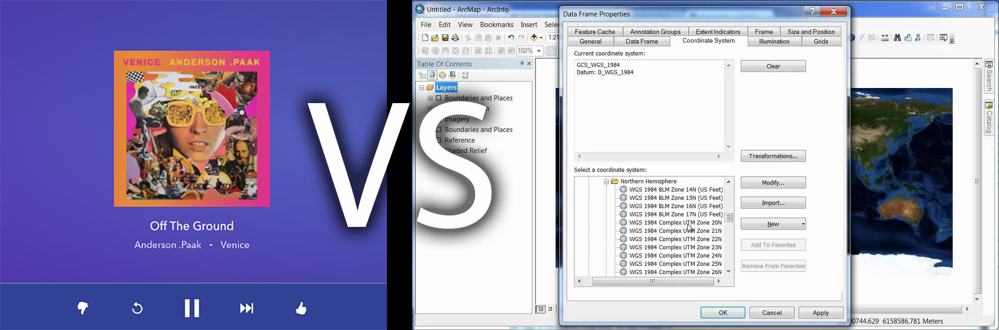 VENICE ANDERSON .PAAK
Off The Ground
Anderson .Paak - Venice
VS
Untitled - ArcMap - ArcInfo
File Edit View Bookmarks Insert
102%
Table Of Contents
Layers
Boundaries and Places
Imagery
Boundaries and Places
Reference
Shaded Relief
Data Frame Properties
Feature Cache Annotation Groups Extent Indicators Frame Size and Position
General Data Frame Coordinate System Illumination Grids
Current coordinate system:
GCS_WGS_1984
Datum: D_WGS_1984
Clear
Transformations...
Select a coordinate system:
Northern Hemisphere
WGS 1984 BLM Zone 14N (US Feet)
WGS 1984 BLM Zone 15N (US Feet)
WGS 1984 BLM Zone 16N (US Feet)
WGS 1984 BLM Zone 17N (US Feet)
WGS 1984 Complex UTM Zone 20N
WGS 1984 Complex UTM Zone 21N
WGS 1984 Complex UTM Zone 22N
WGS 1984 Complex UTM Zone 23N
WGS 1984 Complex UTM Zone 24N
WGS 1984 Complex UTM Zone 25N
WGS 1984 Complex UTM Zone 26N
Modify...
Import...
New
Add To Favorites
Remove From Favorites
OK Cancel Apply
XY
Search
Catalog
00744.629 6158586.781 Meters